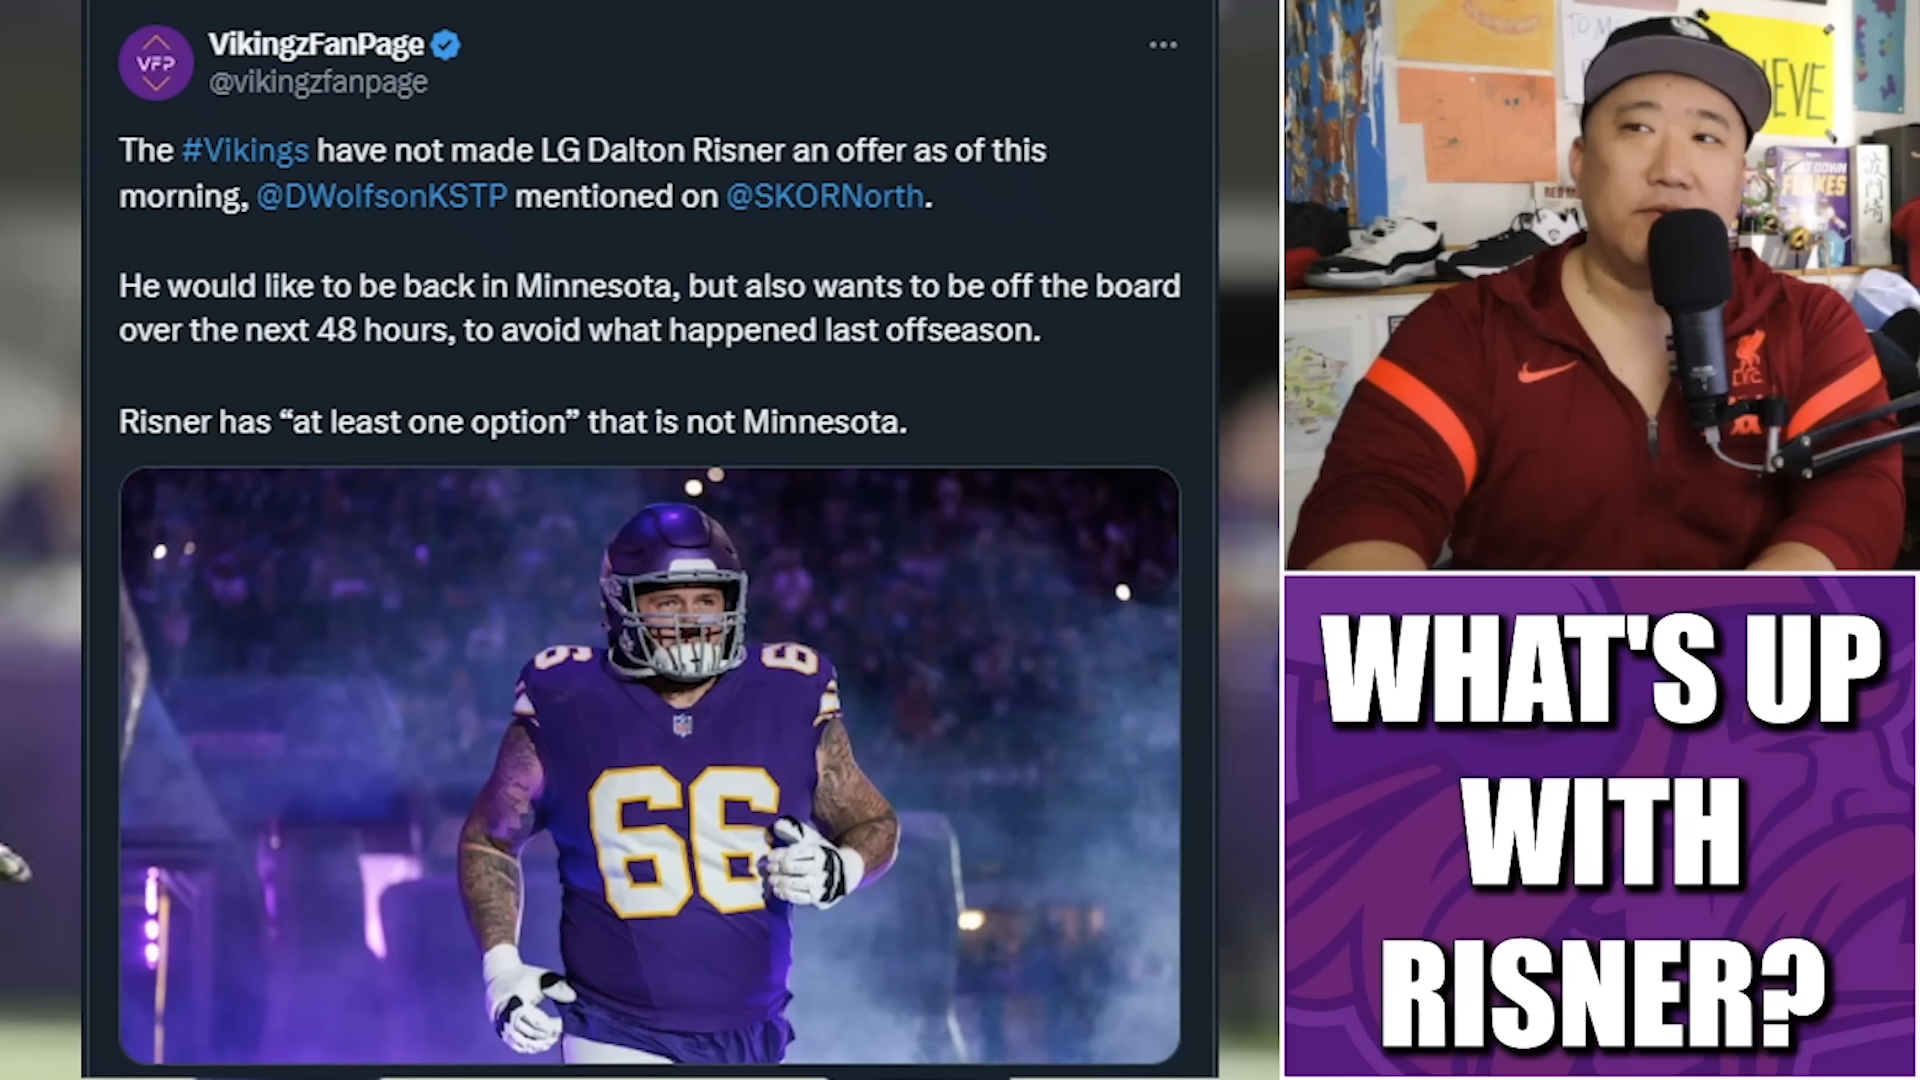 VFP
VikingzFanPage
@vikingzfanpage
The #Vikings have not made LG Dalton Risner an offer as of this
morning, @DWolfsonKSTP mentioned on @SKORNorth.
He would like to be back in Minnesota, but also wants to be off the board
over the next 48 hours, to avoid what happened last offseason.
Risner has “at least one option” that is not Minnesota.
66
66
EVE
FLAKES
L.F.C.
WHAT'S UP
WITH
RISNER?